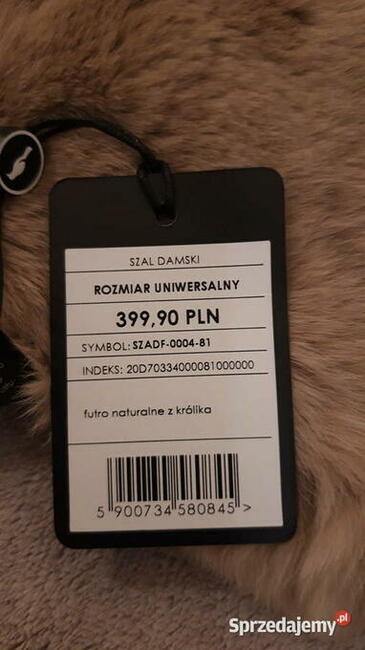 SZAL DAMSKI
ROZMIAR UNIWERSALNY
399,90 PLN
SYMBOL: SZADF-0004-81
INDEKS: 20D70334000081000000
futro naturalne z królika
5 900734 580845 >
Sprzedajemy.pl